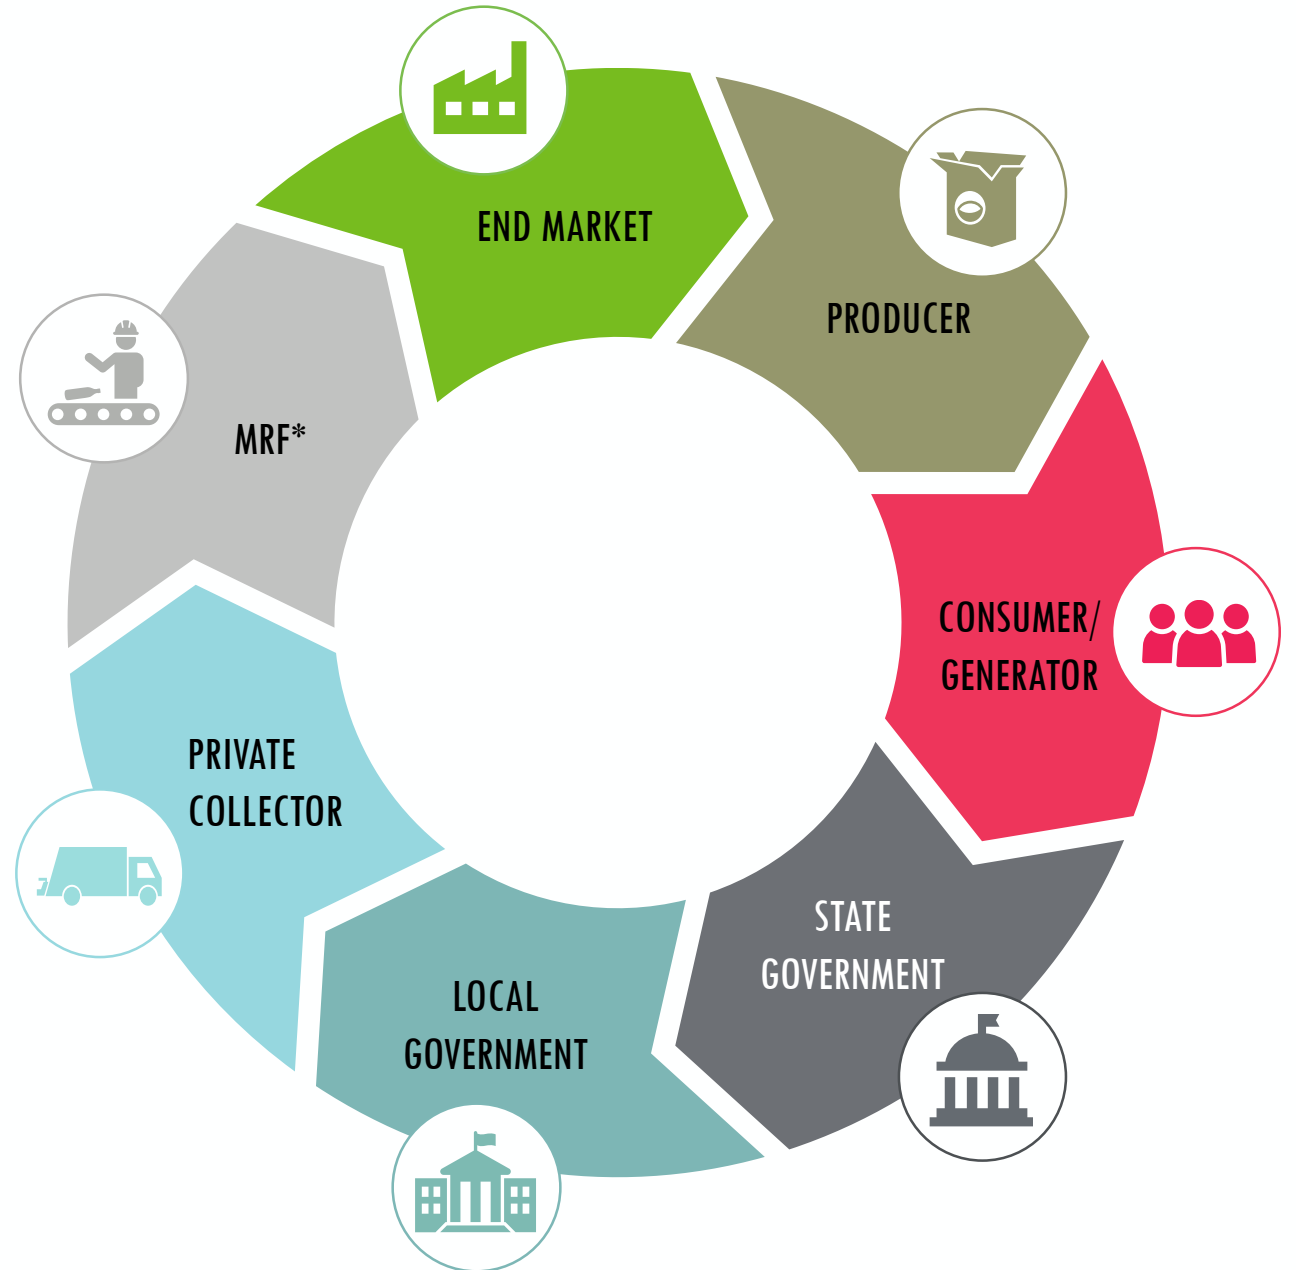 END MARKET
PRODUCER
CONSUMER/
GENERATOR
STATE
GOVERNMENT
LOCAL
GOVERNMENT
PRIVATE
COLLECTOR
MRF*